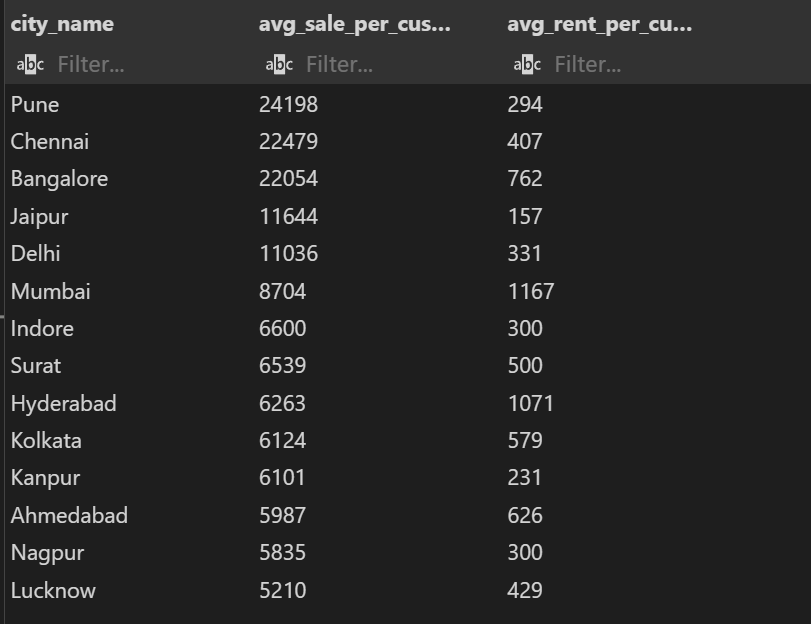 city_name avg_sale_per_cus... avg_rent_per_cu...
abc Filter... abc Filter... abc Filter...
Pune 24198 294
Chennai 22479 407
Bangalore 22054 762
Jaipur 11644 157
Delhi 11036 331
Mumbai 8704 1167
Indore 6600 300
Surat 6539 500
Hyderabad 6263 1071
Kolkata 6124 579
Kanpur 6101 231
Ahmedabad 5987 626
Nagpur 5835 300
Lucknow 5210 429